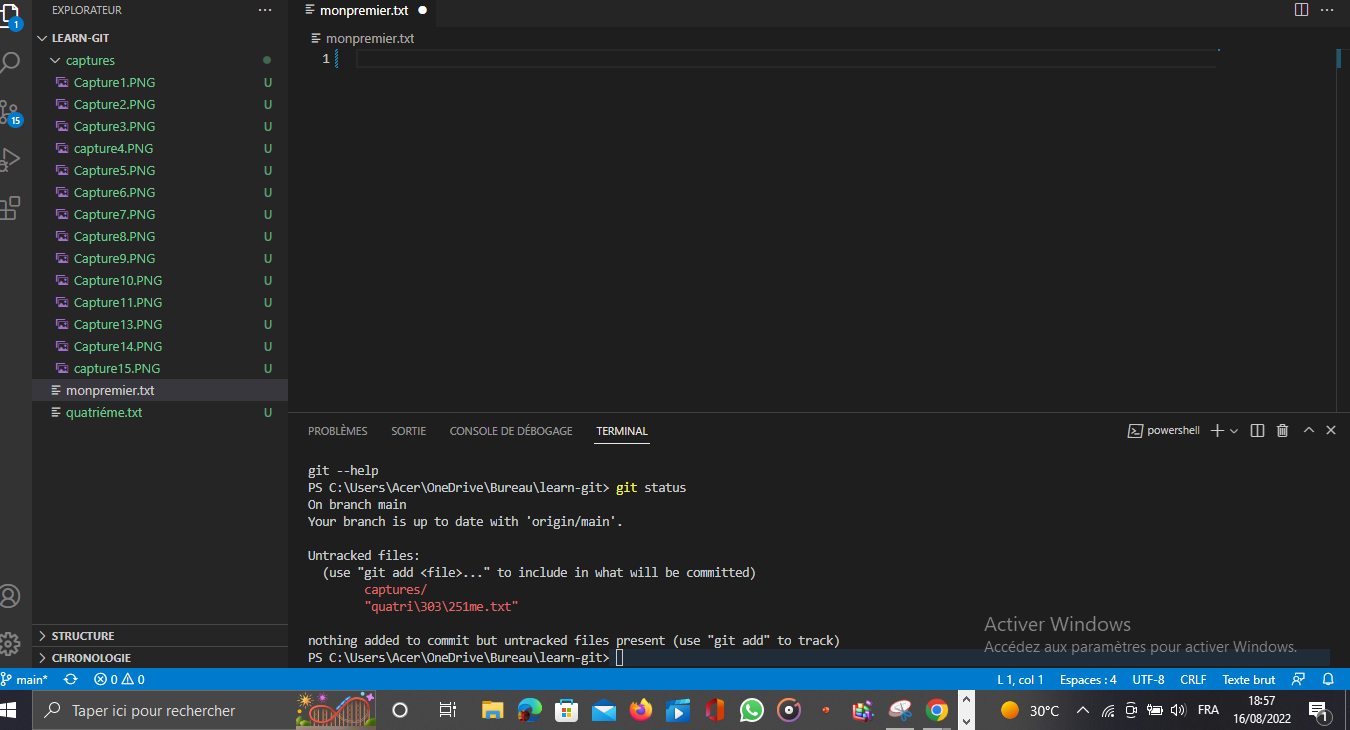 EXPLORATEUR
LEARN-GIT
captures
Capture1.PNG U
Capture2.PNG U
Capture3.PNG U
capture4.PNG U
Capture5.PNG U
Capture6.PNG U
Capture7.PNG U
Capture8.PNG U
Capture9.PNG U
Capture10.PNG U
Capture11.PNG U
Capture13.PNG U
Capture14.PNG U
capture15.PNG U
monpremier.txt
quatriéme.txt U
STRUCTURE
CHRONOLOGIE
1
15
monpremier.txt
monpremier.txt
1
PROBLÈMES SORTIE CONSOLE DE DÉBOGAGE TERMINAL
powershell
git --help
PS C:\Users\Acer\OneDrive\Bureau\learn-git> git status
On branch main
Your branch is up to date with 'origin/main'.
Untracked files:
(use "git add <file>..." to include in what will be committed)
captures/
"quatri\303\251me.txt"
nothing added to commit but untracked files present (use "git add" to track)
PS C:\Users\Acer\OneDrive\Bureau\learn-git>
Activer Windows
Accédez aux paramètres pour activer Windows.
main* 0 0 L 1, col 1 Espaces : 4 UTF-8 CRLF Texte brut
Taper ici pour rechercher
30°C FRA
18:57
16/08/2022
1